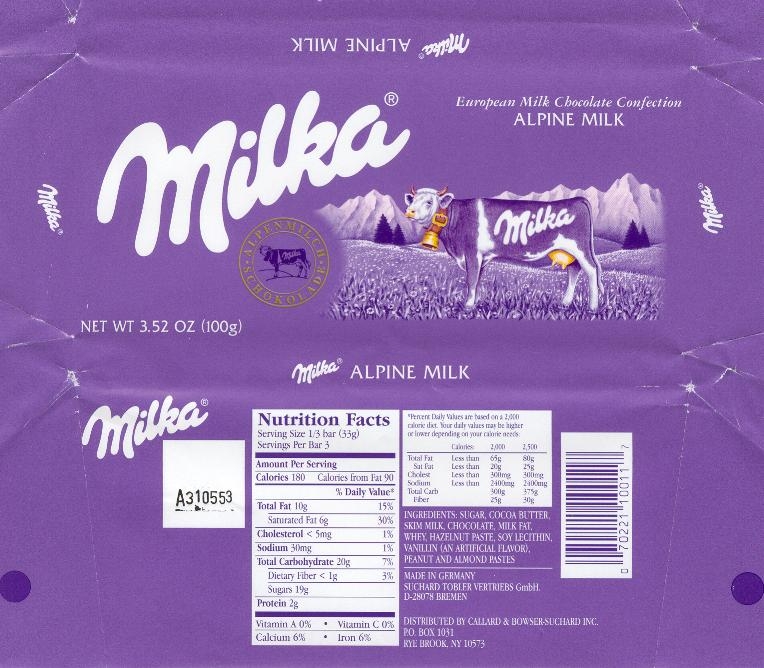 Milka ALPINE MILK
Milka®
European Milk Chocolate Confection
ALPINE MILK
Milka®
Milka®
Milka
ALPENMILCH
Milka
SCHOKOLADE
NET WT 3.52 OZ (100g)
Milka® ALPINE MILK
Milka®
A310553
Nutrition Facts
Serving Size 1/3 bar (33g)
Servings Per Bar 3
Amount Per Serving
Calories 180 Calories from Fat 90
% Daily Value*
Total Fat 10g 15%
Saturated Fat 6g 30%
Cholesterol < 5mg 1%
Sodium 30mg 1%
Total Carbohydrate 20g 7%
Dietary Fiber < 1g 3%
Sugars 19g
Protein 2g
Vitamin A 0% • Vitamin C 0%
Calcium 6% • Iron 6%
*Percent Daily Values are based on a 2,000
calorie diet. Your daily values may be higher
or lower depending on your calorie needs.
Calories: 2,000 2,500
Total Fat Less than 65g 80g
Sat Fat Less than 20g 25g
Cholest Less than 300mg 300mg
Sodium Less than 2400mg 2400mg
Total Carb 300g 375g
Fiber 25g 30g
INGREDIENTS: SUGAR, COCOA BUTTER,
SKIM MILK, CHOCOLATE, MILK FAT,
WHEY, HAZELNUT PASTE, SOY LECITHIN,
VANILLIN (AN ARTIFICIAL FLAVOR),
PEANUT AND ALMOND PASTES
MADE IN GERMANY
SUCHARD TOBLER VERTRIEBS GmbH.
D-28078 BREMEN
DISTRIBUTED BY CALLARD & BOWSER-SUCHARD INC.
P.O. BOX 1031
RYE BROOK, NY 10573
0 70221 10011 7